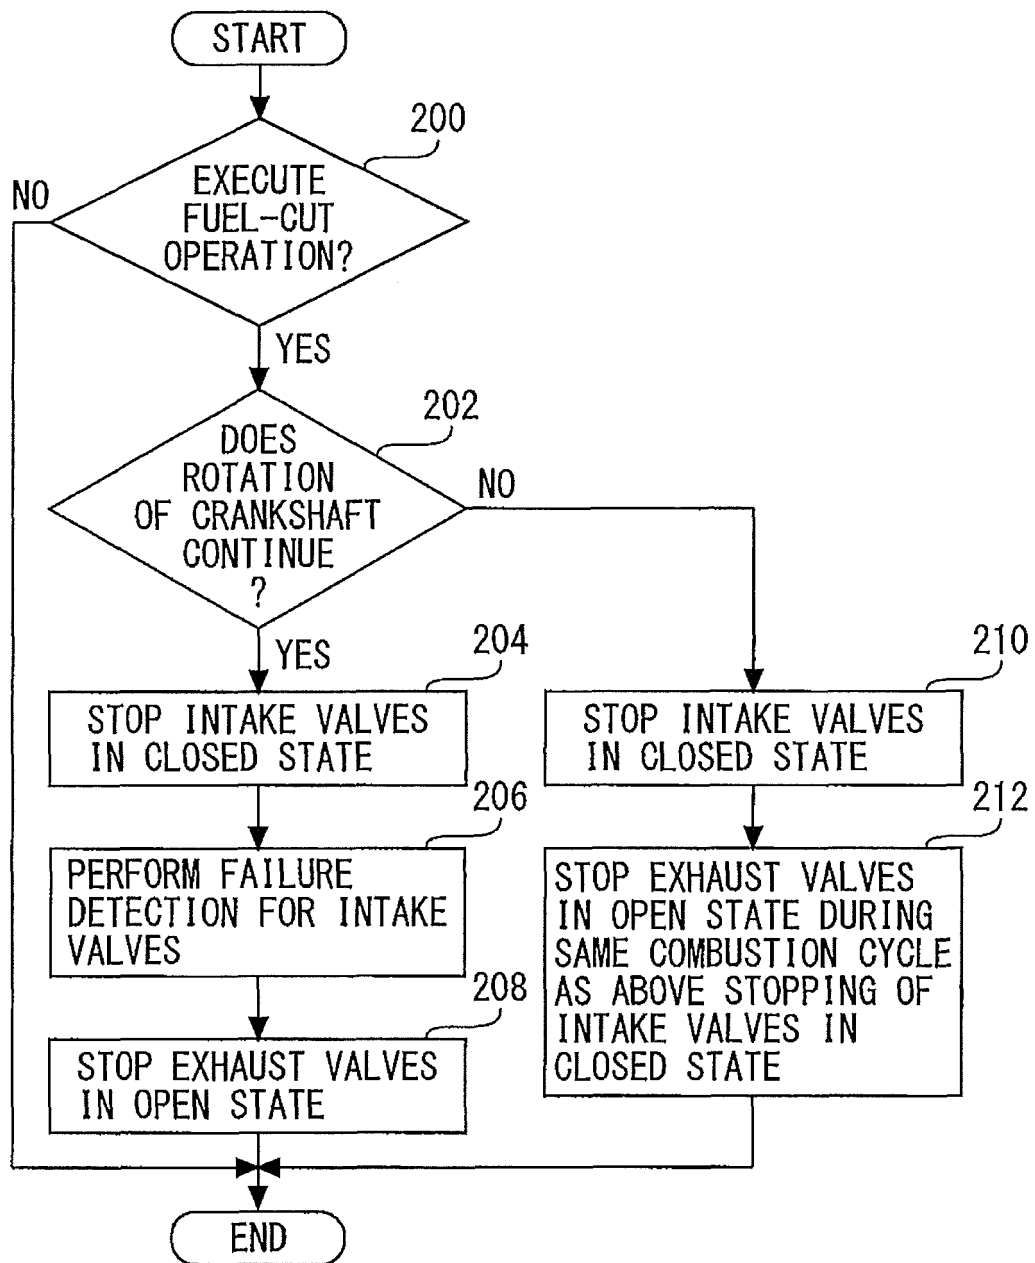 START
200
EXECUTE
FUEL-CUT
OPERATION?
NO
YES
202
DOES
ROTATION
OF CRANKSHAFT
CONTINUE
?
NO
YES
204
STOP INTAKE VALVES
IN CLOSED STATE
210
STOP INTAKE VALVES
IN CLOSED STATE
206
PERFORM FAILURE
DETECTION FOR INTAKE
VALVES
212
STOP EXHAUST VALVES
IN OPEN STATE DURING
SAME COMBUSTION CYCLE
AS ABOVE STOPPING OF
INTAKE VALVES IN
CLOSED STATE
208
STOP EXHAUST VALVES
IN OPEN STATE
END